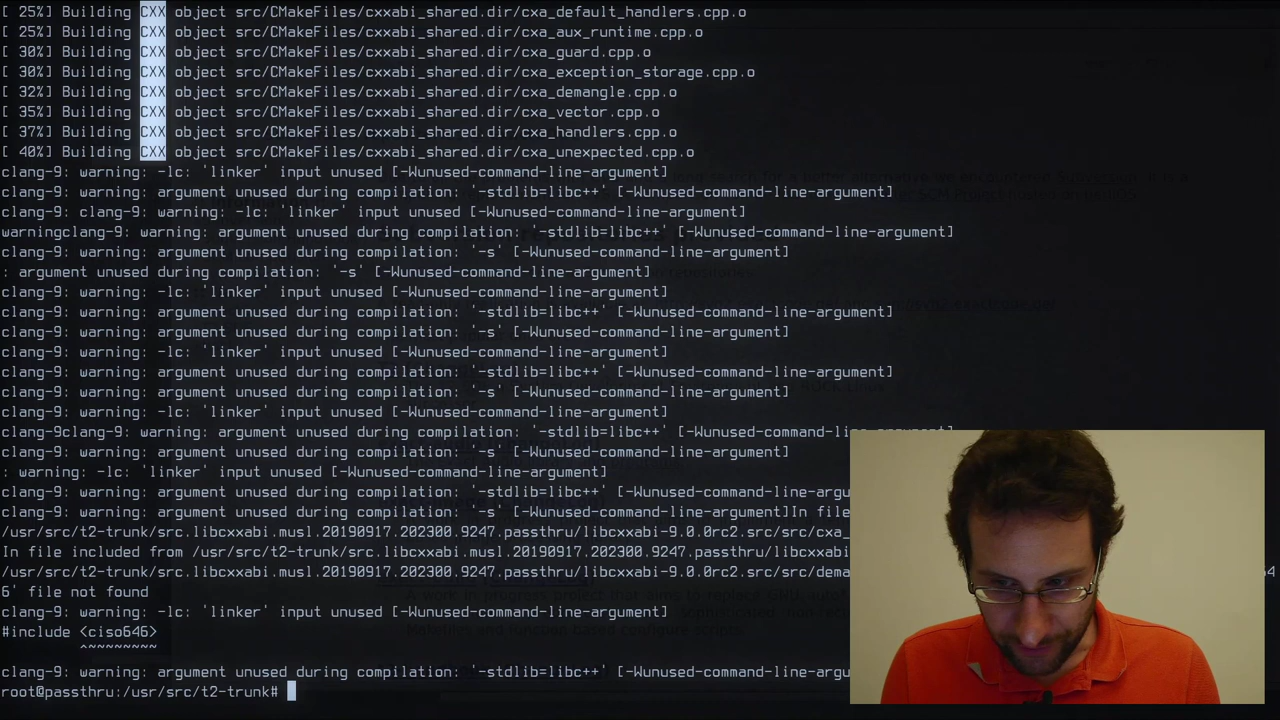 [ 25%] Building CXX object src/CMakeFiles/cxxabi_shared.dir/cxa_default_handlers.cpp.o
[ 25%] Building CXX object src/CMakeFiles/cxxabi_shared.dir/cxa_aux_runtime.cpp.o
[ 30%] Building CXX object src/CMakeFiles/cxxabi_shared.dir/cxa_guard.cpp.o
[ 30%] Building CXX object src/CMakeFiles/cxxabi_shared.dir/cxa_exception_storage.cpp.o
[ 32%] Building CXX object src/CMakeFiles/cxxabi_shared.dir/cxa_demangle.cpp.o
[ 35%] Building CXX object src/CMakeFiles/cxxabi_shared.dir/cxa_vector.cpp.o
[ 37%] Building CXX object src/CMakeFiles/cxxabi_shared.dir/cxa_handlers.cpp.o
[ 40%] Building CXX object src/CMakeFiles/cxxabi_shared.dir/cxa_unexpected.cpp.o
clang-9: warning: -lc: 'linker' input unused [-Wunused-command-line-argument]
clang-9: warning: argument unused during compilation: '-stdlib=libc++' [-Wunused-command-line-argument]
clang-9: clang-9: warning: -lc: 'linker' input unused [-Wunused-command-line-argument]
warningclang-9: warning: argument unused during compilation: '-stdlib=libc++' [-Wunused-command-line-argument]
clang-9: warning: argument unused during compilation: '-s' [-Wunused-command-line-argument]
: argument unused during compilation: '-s' [-Wunused-command-line-argument]
clang-9: warning: -lc: 'linker' input unused [-Wunused-command-line-argument]
clang-9: warning: argument unused during compilation: '-stdlib=libc++' [-Wunused-command-line-argument]
clang-9: warning: argument unused during compilation: '-s' [-Wunused-command-line-argument]
clang-9: warning: -lc: 'linker' input unused [-Wunused-command-line-argument]
clang-9: warning: argument unused during compilation: '-stdlib=libc++' [-Wunused-command-line-argument]
clang-9: warning: argument unused during compilation: '-s' [-Wunused-command-line-argument]
clang-9: warning: -lc: 'linker' input unused [-Wunused-command-line-argument]
clang-9clang-9: warning: argument unused during compilation: '-stdlib=libc++' [-Wunused-command-line-argument]
clang-9: warning: argument unused during compilation: '-s' [-Wunused-command-line-argument]
: warning: -lc: 'linker' input unused [-Wunused-command-line-argument]
clang-9: warning: argument unused during compilation: '-stdlib=libc++' [-Wunused-command-line-argu
clang-9: warning: argument unused during compilation: '-s' [-Wunused-command-line-argument]In file
/usr/src/t2-trunk/src.libcxxabi.musl.20190917.202300.9247.passthru/libcxxabi-9.0.0rc2.src/src/cxa_
In file included from /usr/src/t2-trunk/src.libcxxabi.musl.20190917.202300.9247.passthru/libcxxabi
/usr/src/t2-trunk/src.libcxxabi.musl.20190917.202300.9247.passthru/libcxxabi-9.0.0rc2.src/src/dema
6' file not found
clang-9: warning: -lc: 'linker' input unused [-Wunused-command-line-argument]
#include <ciso646>
^~~~~~~~~
clang-9: warning: argument unused during compilation: '-stdlib=libc++' [-Wunused-command-line-argu
root@passthru:/usr/src/t2-trunk#